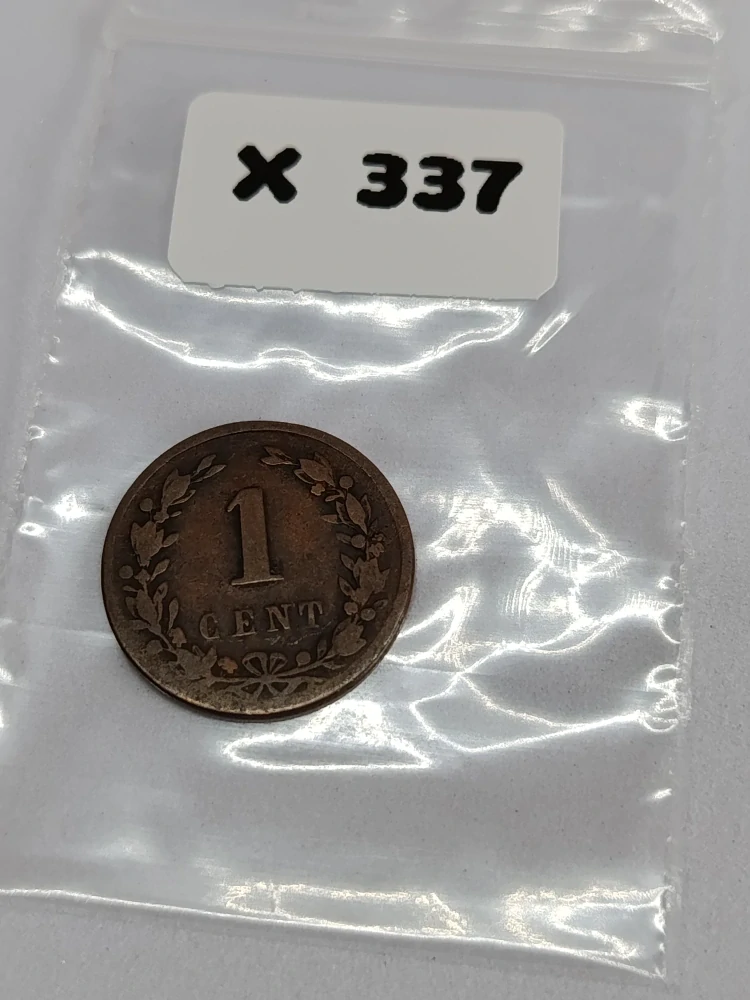 × 337
1
CENT